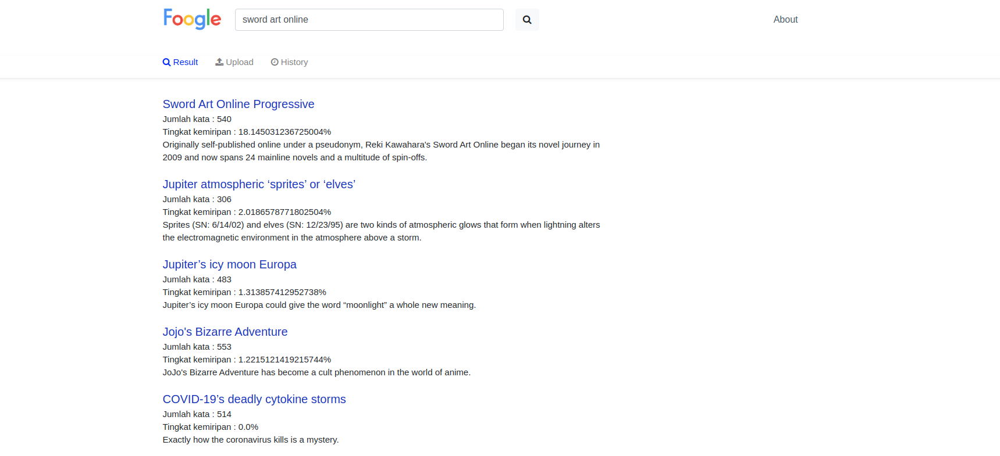 Foogle
sword art online
About
Result
Upload
History
Sword Art Online Progressive
Jumlah kata : 540
Tingkat kemiripan : 18.145031236725004%
Originally self-published online under a pseudonym, Reki Kawahara's Sword Art Online began its novel journey in
2009 and now spans 24 mainline novels and a multitude of spin-offs.
Jupiter atmospheric ‘sprites’ or ‘elves’
Jumlah kata : 306
Tingkat kemiripan : 2.0186578771802504%
Sprites (SN: 6/14/02) and elves (SN: 12/23/95) are two kinds of atmospheric glows that form when lightning alters
the electromagnetic environment in the atmosphere above a storm.
Jupiter’s icy moon Europa
Jumlah kata : 483
Tingkat kemiripan : 1.313857412952738%
Jupiter’s icy moon Europa could give the word “moonlight” a whole new meaning.
Jojo's Bizarre Adventure
Jumlah kata : 553
Tingkat kemiripan : 1.2215121419215744%
JoJo's Bizarre Adventure has become a cult phenomenon in the world of anime.
COVID-19’s deadly cytokine storms
Jumlah kata : 514
Tingkat kemiripan : 0.0%
Exactly how the coronavirus kills is a mystery.